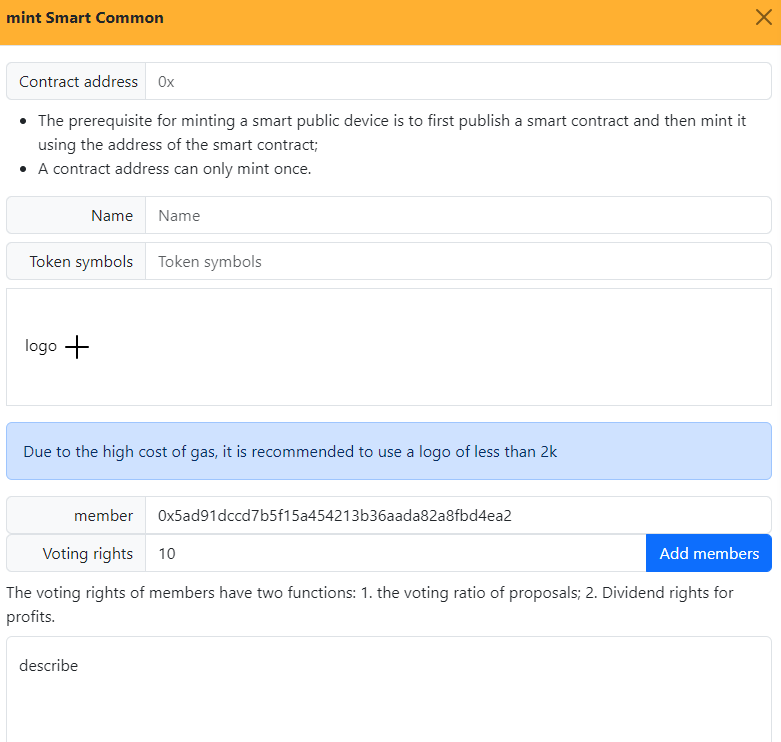 mint Smart Common
Contract address 0x
The prerequisite for minting a smart public device is to first publish a smart contract and then mint it
using the address of the smart contract;
A contract address can only mint once.
Name Name
Token symbols Token symbols
logo
Due to the high cost of gas, it is recommended to use a logo of less than 2k
member 0x5ad91dccd7b5f15a454213b36aada82a8fbd4ea2
Voting rights 10 Add members
The voting rights of members have two functions: 1. the voting ratio of proposals; 2. Dividend rights for
profits.
describe